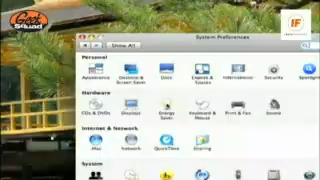 Geek Squad
IF
System Preferences
Show All
Personal
Appearance
Desktop & Screen Saver
Dock
Exposé & Spaces
International
Security
Spotlight
Hardware
CDs & DVDs
Displays
Energy Saver
Keyboard & Mouse
Print & Fax
Sound
Internet & Network
.Mac
Network
QuickTime
Sharing
System